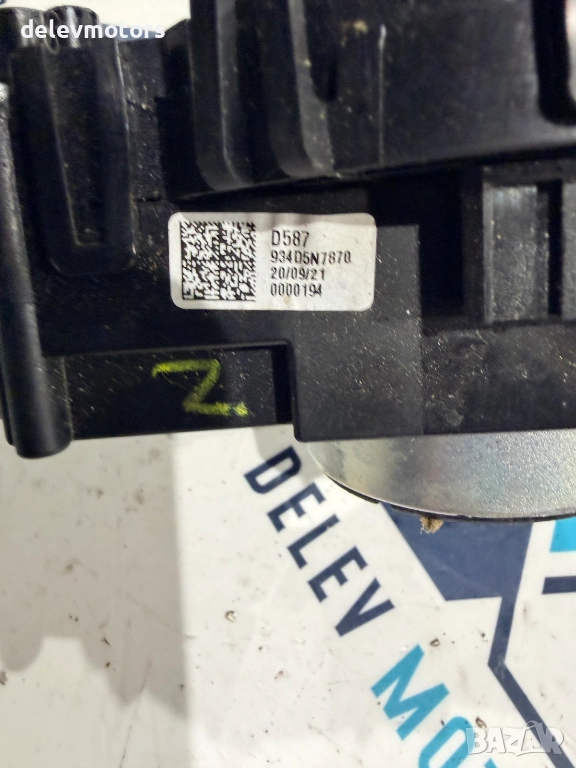 delevmotors
D587
934D5N7870
20/09/21
0000194
Z
DELEV MO
BAZAR